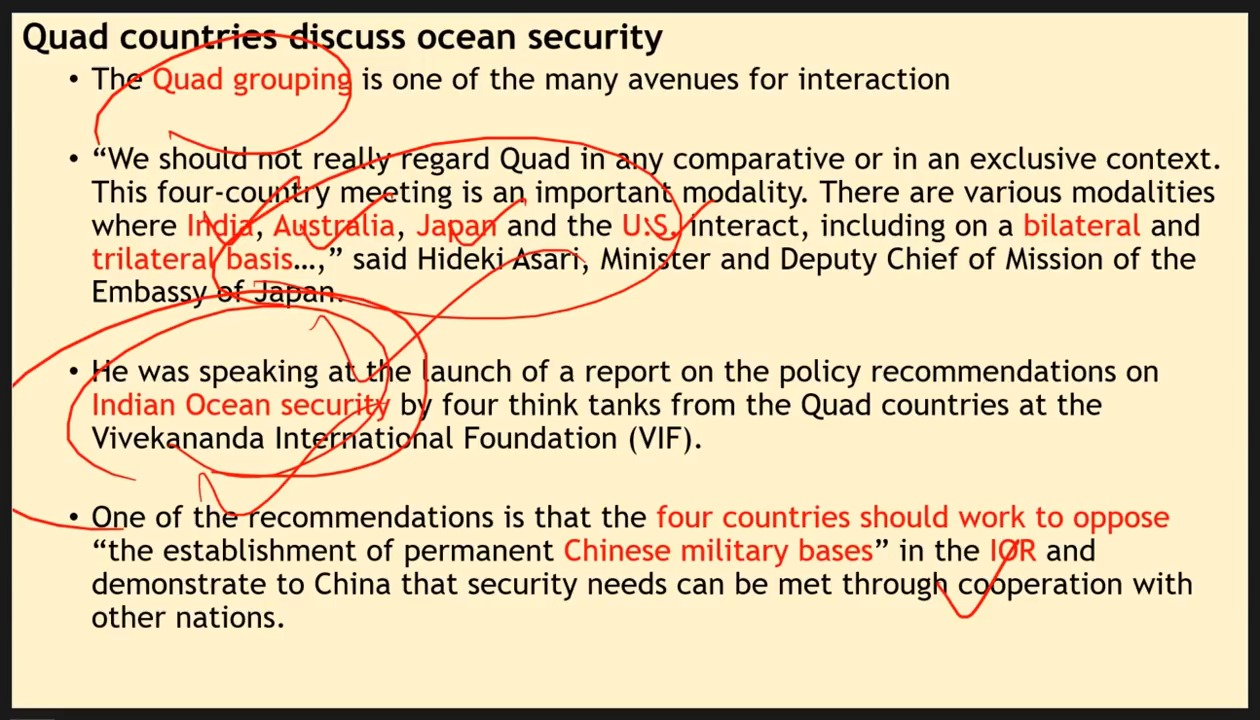 Quad countries discuss ocean security
• The Quad grouping is one of the many avenues for interaction
• “We should not really regard Quad in any comparative or in an exclusive context.
This four-country meeting is an important modality. There are various modalities
where India, Australia, Japan and the U.S. interact, including on a bilateral and
trilateral basis…,” said Hideki Asari, Minister and Deputy Chief of Mission of the
Embassy of Japan.
• He was speaking at the launch of a report on the policy recommendations on
Indian Ocean security by four think tanks from the Quad countries at the
Vivekananda International Foundation (VIF).
• One of the recommendations is that the four countries should work to oppose
“the establishment of permanent Chinese military bases” in the IOR and
demonstrate to China that security needs can be met through cooperation with
other nations.